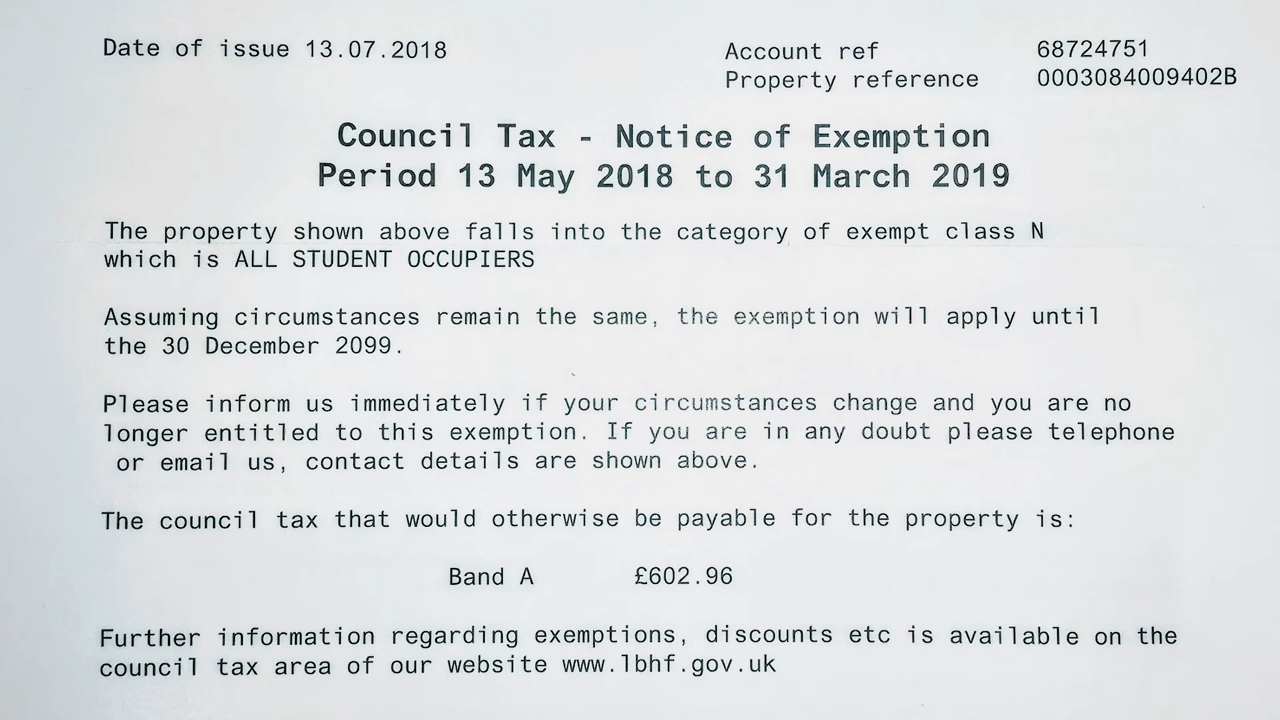 Date of issue 13.07.2018
Account ref 68724751
Property reference 0003084009402B
Council Tax - Notice of Exemption
Period 13 May 2018 to 31 March 2019
The property shown above falls into the category of exempt class N
which is ALL STUDENT OCCUPIERS
Assuming circumstances remain the same, the exemption will apply until
the 30 December 2099.
Please inform us immediately if your circumstances change and you are no
longer entitled to this exemption. If you are in any doubt please telephone
or email us, contact details are shown above.
The council tax that would otherwise be payable for the property is:
Band A £602.96
Further information regarding exemptions, discounts etc is available on the
council tax area of our website www.lbhf.gov.uk